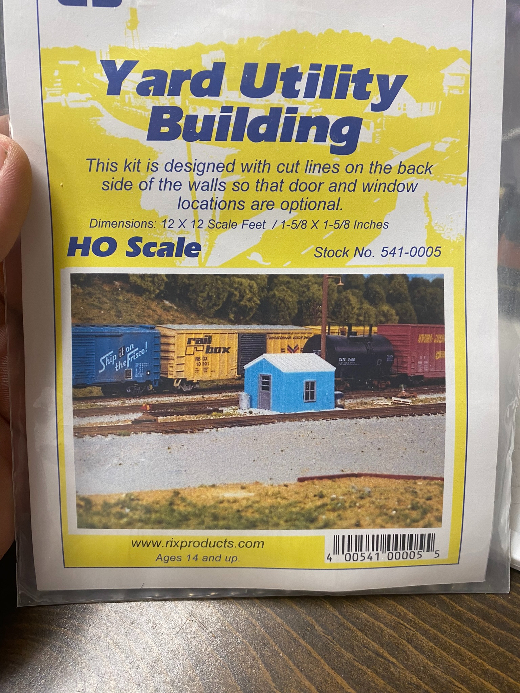 Yard Utility
Building
This kit is designed with cut lines on the back
side of the walls so that door and window
locations are optional.
Dimensions: 12 X 12 Scale Feet / 1-5/8 X 1-5/8 Inches
HO Scale
Stock No. 541-0005
Ship it on
the Frisco!
rail
box
www.rixproducts.com
Ages 14 and up
4 00541 00005 5